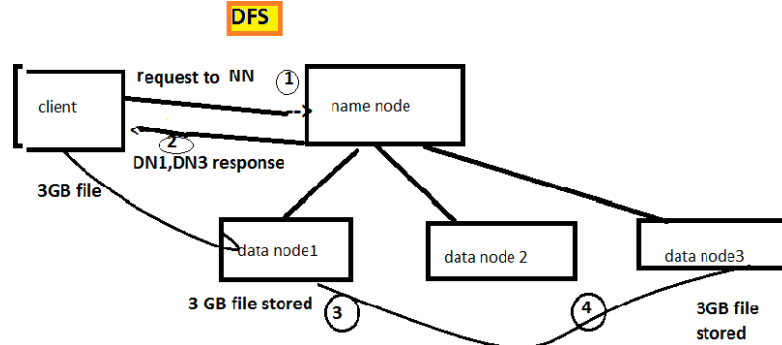 DFS
request to NN
1
client
name node
2
DN1,DN3 response
3GB file
data node1
data node 2
data node3
3 GB file stored
3
4
3GB file
stored